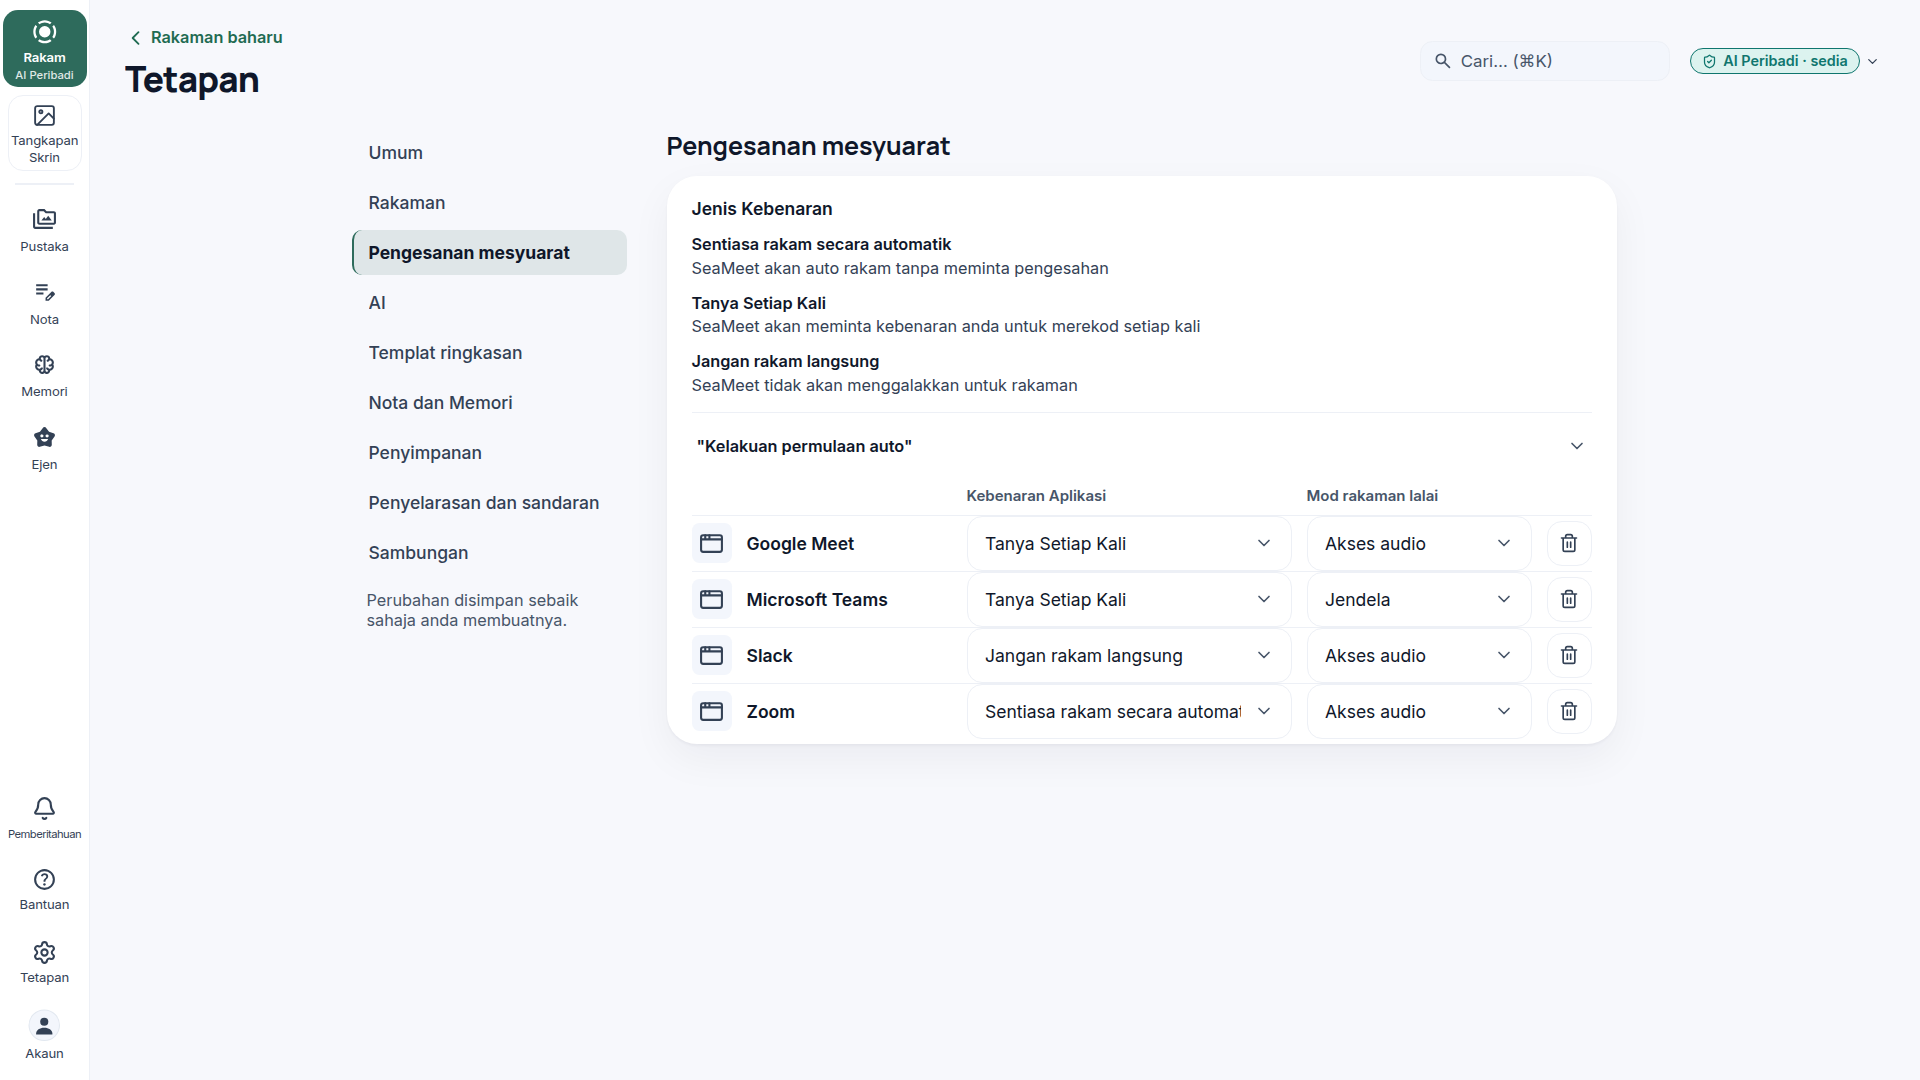 Rakam
AI Peribadi
Tangkapan
Skrin
Pustaka
Nota
Memori
Ejen
Pemberitahuan
Bantuan
Tetapan
Akaun
Rakaman baharu
Tetapan
Cari... (⌘K)
AI Peribadi · sedia
Umum
Rakaman
Pengesanan mesyuarat
AI
Templat ringkasan
Nota dan Memori
Penyimpanan
Penyelarasan dan sandaran
Sambungan
Perubahan disimpan sebaik
sahaja anda membuatnya.
Pengesanan mesyuarat
Jenis Kebenaran
Sentiasa rakam secara automatik
SeaMeet akan auto rakam tanpa meminta pengesahan
Tanya Setiap Kali
SeaMeet akan meminta kebenaran anda untuk merekod setiap kali
Jangan rakam langsung
SeaMeet tidak akan menggalakkan untuk rakaman
"Kelakuan permulaan auto"
Kebenaran Aplikasi Mod rakaman lalai
Google Meet Tanya Setiap Kali Akses audio
Microsoft Teams Tanya Setiap Kali Jendela
Slack Jangan rakam langsung Akses audio
Zoom Sentiasa rakam secara automat Akses audio